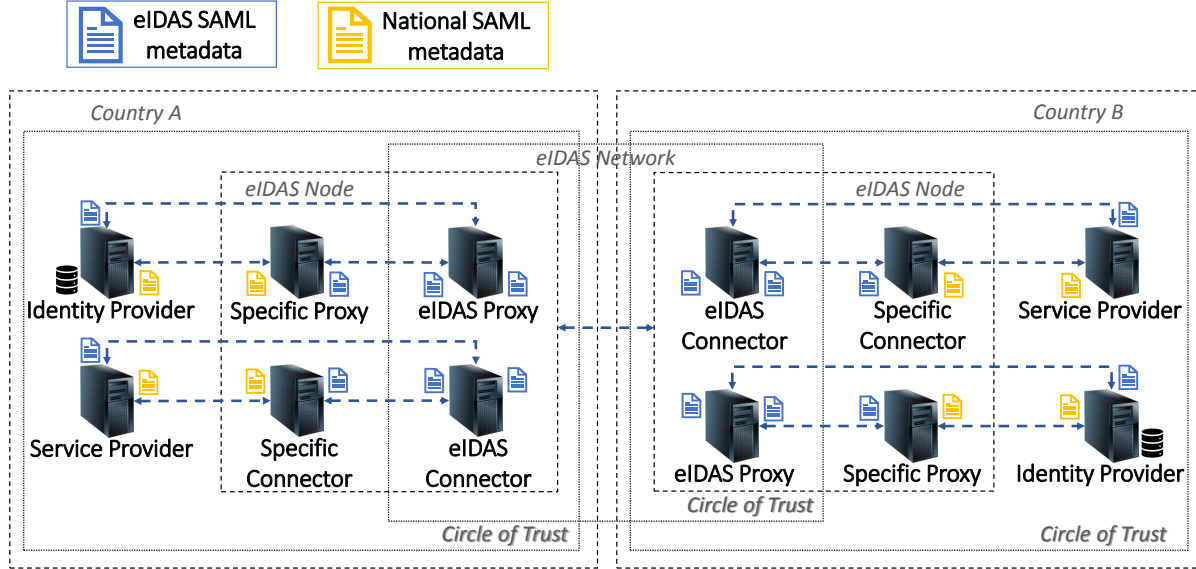 eIDAS SAML
metadata
National SAML
metadata
Country A
Country B
eIDAS Network
eIDAS Node
eIDAS Node
Identity Provider
Specific Proxy
eIDAS Proxy
eIDAS
Connector
Specific
Connector
Service Provider
Service Provider
Specific
Connector
eIDAS
Connector
eIDAS Proxy
Specific Proxy
Identity Provider
Circle of Trust
Circle of Trust
Circle of Trust